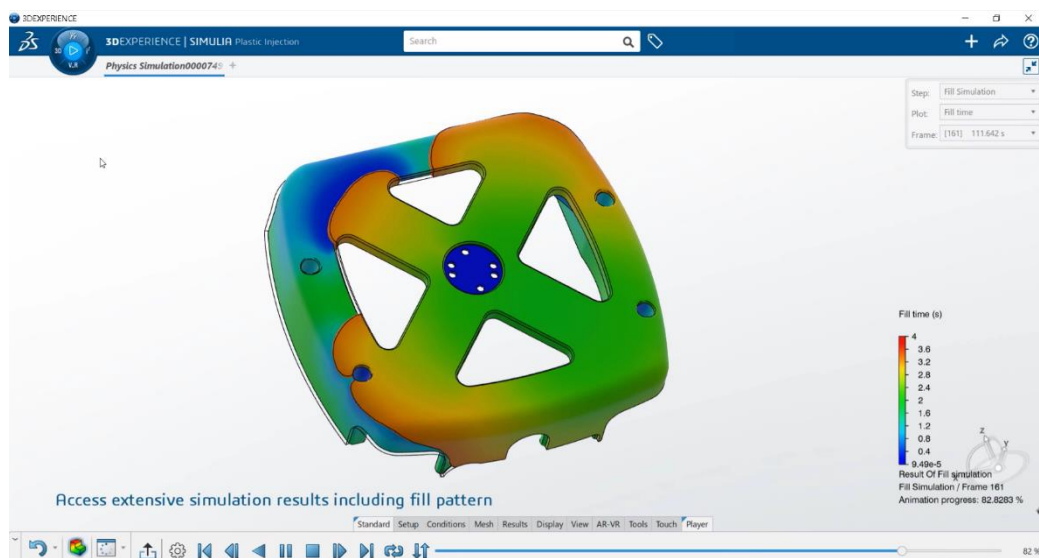 3DEXPERIENCE
3DEXPERIENCE | SIMULIA Plastic Injection
Search
3D
V.R
Physics Simulation0000749
Step: Fill Simulation
Plot: Fill time
Frame: [161] 111.642 s
Fill time (s)
4
3.6
3.2
2.8
2.4
2
1.6
1.2
0.8
0.4
9.49e-5
z
y
x
Result Of Fill simulation
Fill Simulation / Frame 161
Animation progress: 82.8283 %
Access extensive simulation results including fill pattern
Standard Setup Conditions Mesh Results Display View AR-VR Tools Touch Player
82 %